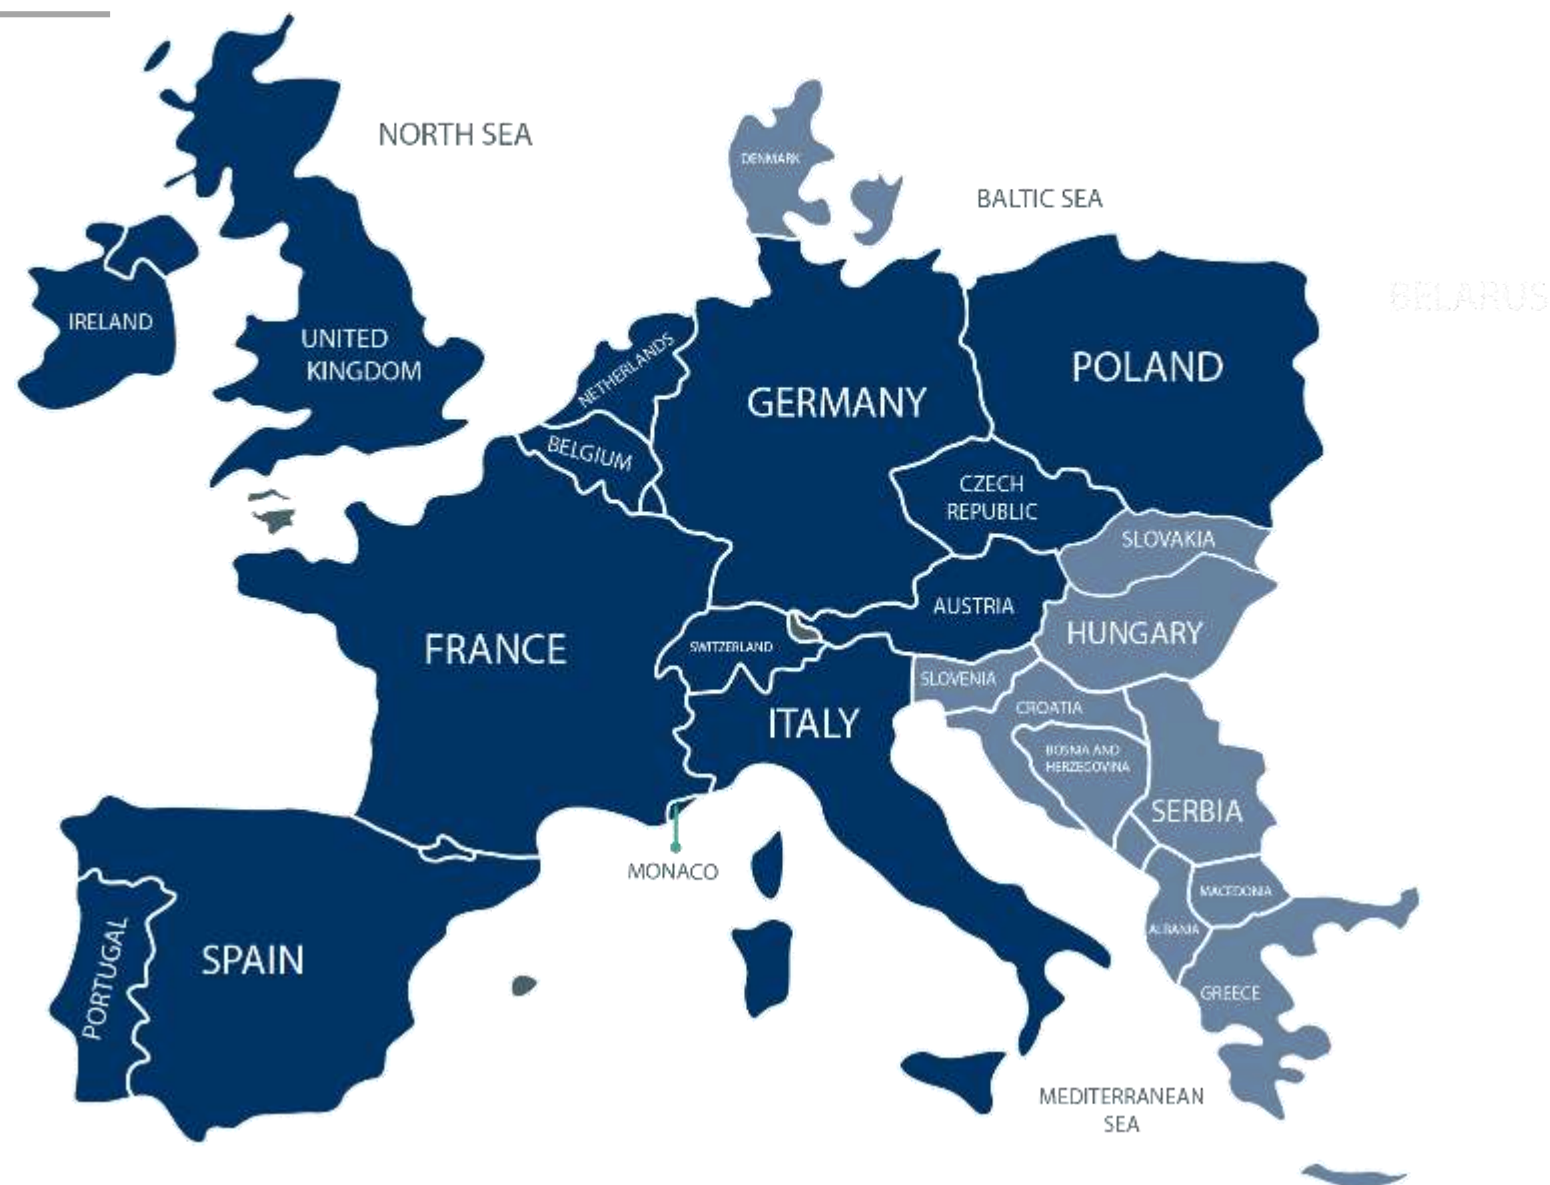 NORTH SEA
DENMARK
BALTIC SEA
BELARUS
IRELAND
UNITED
KINGDOM
NETHERLANDS
BELGIUM
GERMANY
POLAND
CZECH
REPUBLIC
SLOVAKIA
AUSTRIA
HUNGARY
FRANCE
SWITZERLAND
SLOVENIA
CROATIA
ITALY
BOSNIA AND
HERZEGOVINA
SERBIA
MONACO
MACEDONIA
ALBANIA
PORTUGAL
SPAIN
GREECE
MEDITERRANEAN
SEA